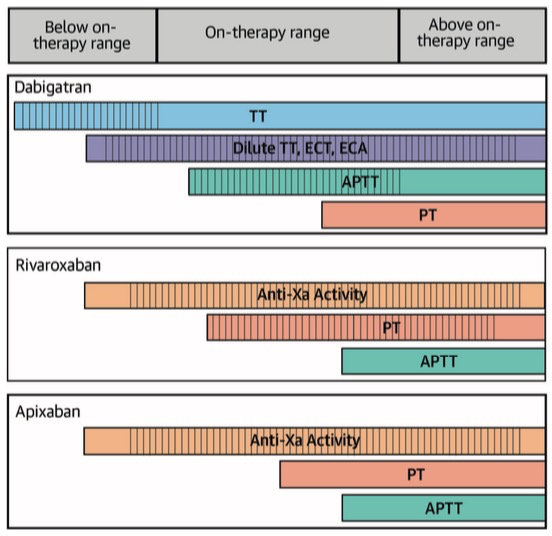 Below on-
therapy range
On-therapy range
Above on-
therapy range
Dabigatran
TT
Dilute TT, ECT, ECA
APTT
PT
Rivaroxaban
Anti-Xa Activity
PT
APTT
Apixaban
Anti-Xa Activity
PT
APTT